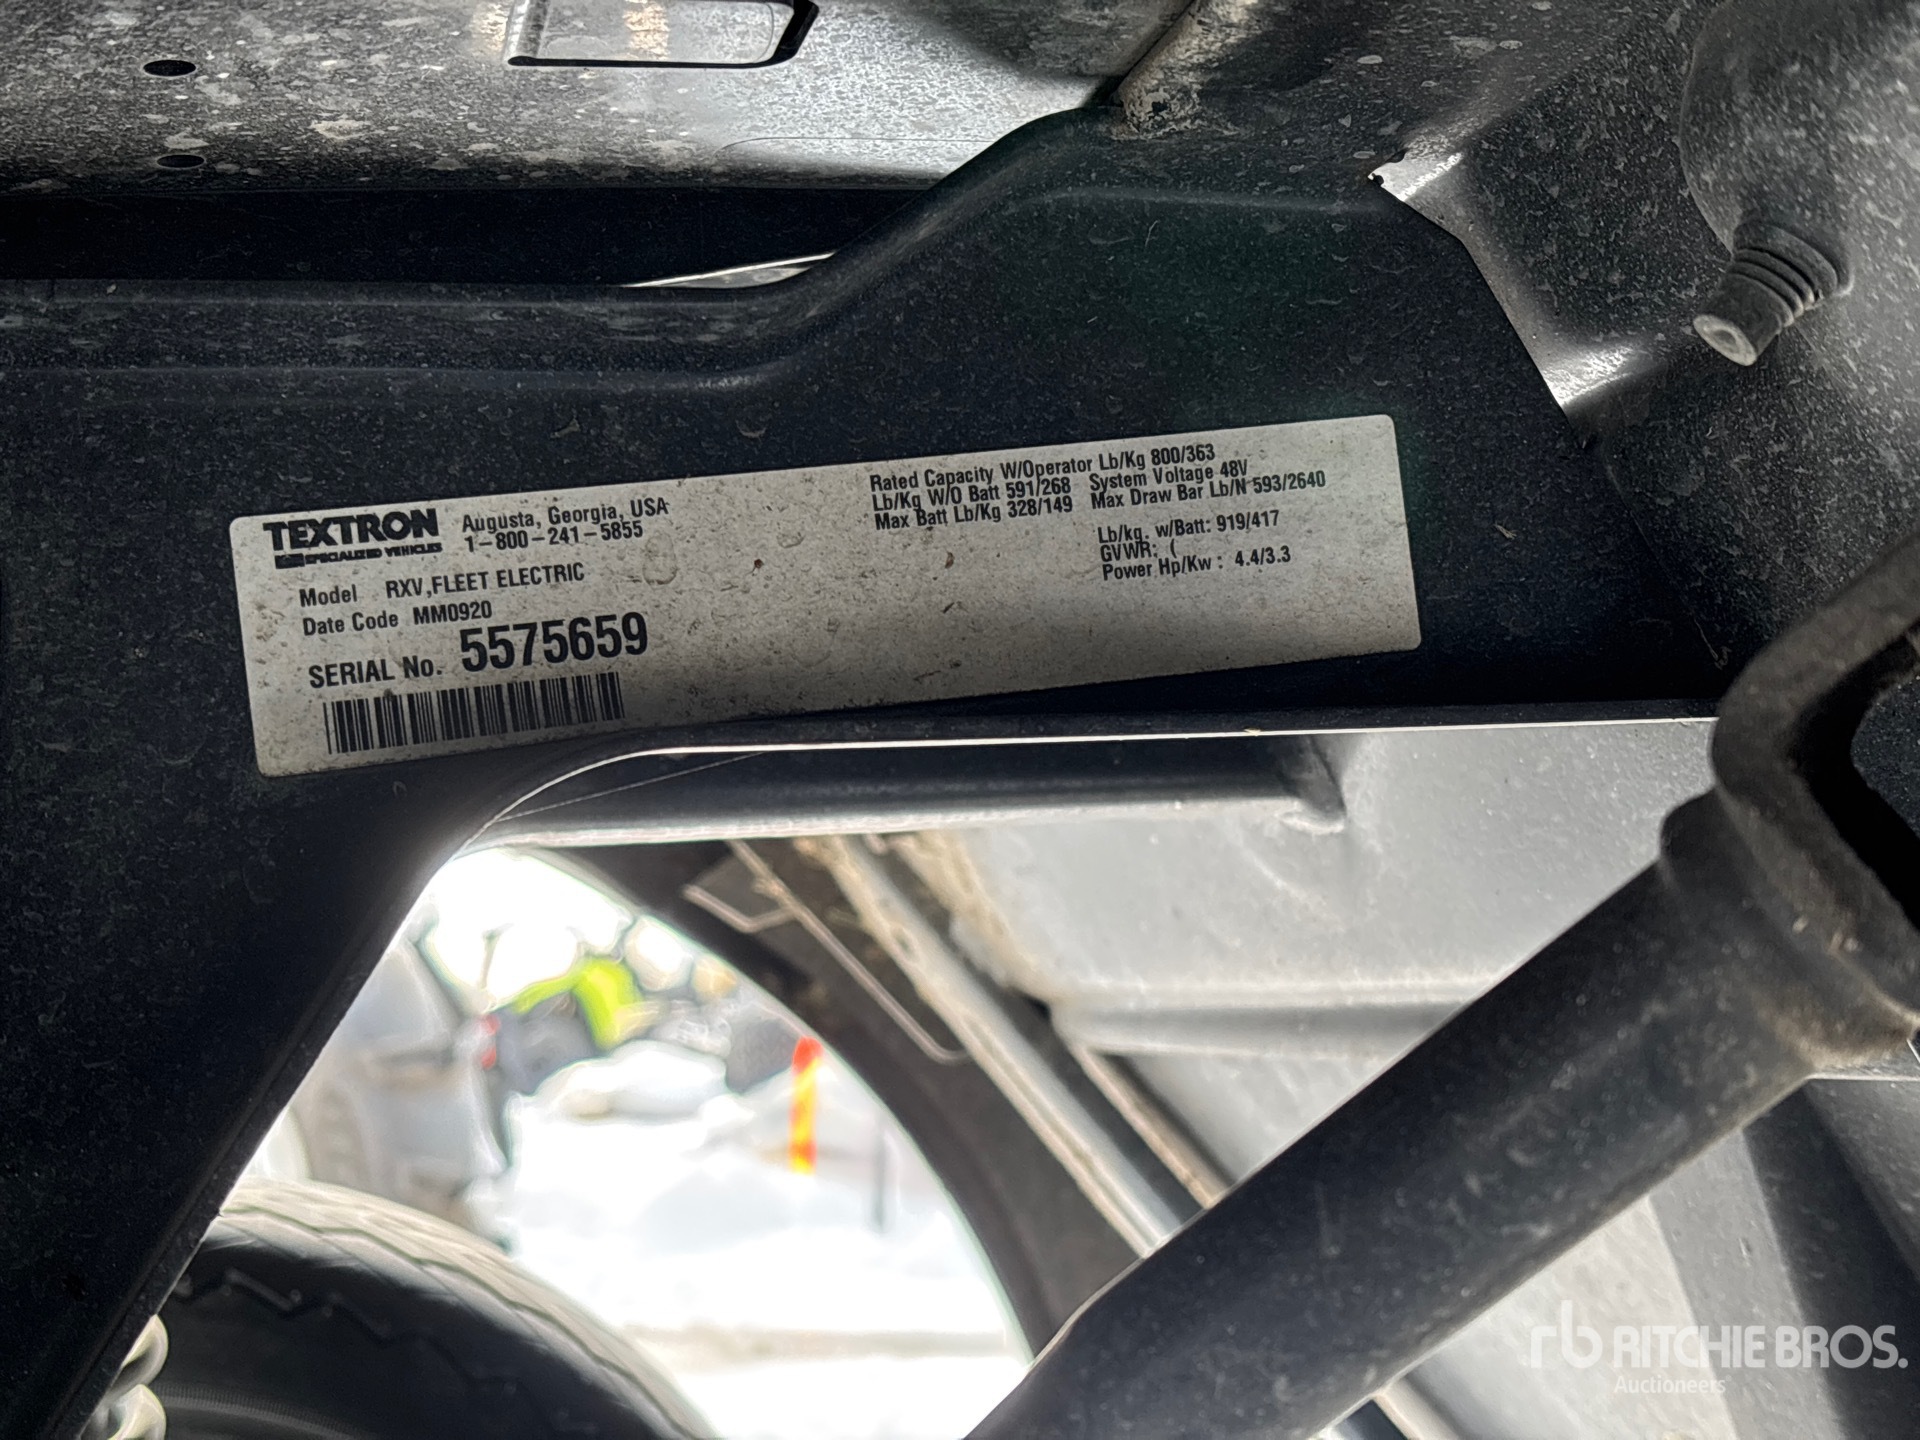 TEXTRON
SPECIALIZED VEHICLES
Augusta, Georgia, USA
1-800-241-5855
Model RXV,FLEET ELECTRIC
Date Code MM0920
SERIAL No. 5575659
Rated Capacity W/Operator Lb/Kg 800/363
Lb/Kg W/O Batt 591/268 System Voltage 48V
Max Batt Lb/Kg 328/149 Max Draw Bar Lb/N 593/2640
Lb/kg. w/Batt: 919/417
GVWR: (
Power Hp/Kw : 4.4/3.3
rb RITCHIE BROS.
Auctioneers